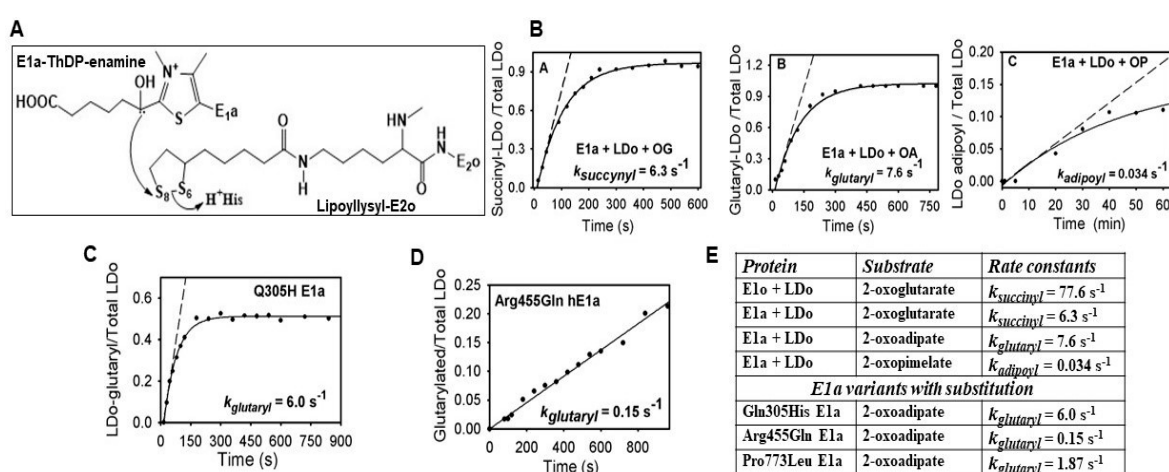 A
E1a-ThDP-enamine
OH
N+
HOOC
S
E1a
O
N
H
HN
O
H
N
E2o
S8
S6
H+His
Lipoyllysyl-E2o
B
Succinyl-LDo /Total LDo
0.9
0.6
0.3
0.0
A
E1a + LDo + OG
ksuccynyl = 6.3 s-1
0 100 200 300 400 500 600
Time (s)
Glutaryl-LDo /Total LDo
1.2
0.9
0.6
0.3
0.0
B
E1a + LDo + OA
kglutaryl = 7.6 s-1
0 150 300 450 600 750
Time (s)
LDo adipoyl / Total LDo
0.20
0.15
0.10
0.05
0.00
C
E1a + LDo + OP
kadipoyl = 0.034 s-1
0 10 20 30 40 50 60
Time (min)
C
LDo-glutaryl/Total LDo
0.6
0.4
0.2
0.0
Q305H E1a
kglutaryl = 6.0 s-1
0 150 300 450 600 750 900
Time (s)
D
Glutarylated/Total LDo
0.25
0.20
0.15
0.10
0.05
0.00
Arg455Gln hE1a
kglutaryl = 0.15 s-1
0 200 400 600 800
Time (s)
E
Protein Substrate Rate constants
E1o + LDo 2-oxoglutarate ksuccinyl = 77.6 s-1
E1a + LDo 2-oxoglutarate ksuccinyl = 6.3 s-1
E1a + LDo 2-oxoadipate kglutaryl = 7.6 s-1
E1a + LDo 2-oxopimelate kadipoyl = 0.034 s-1
E1a variants with substitution
Gln305His E1a 2-oxoadipate kglutaryl = 6.0 s-1
Arg455Gln E1a 2-oxoadipate kglutaryl = 0.15 s-1
Pro773Leu E1a 2-oxoadipate kglutaryl = 1.87 s-1